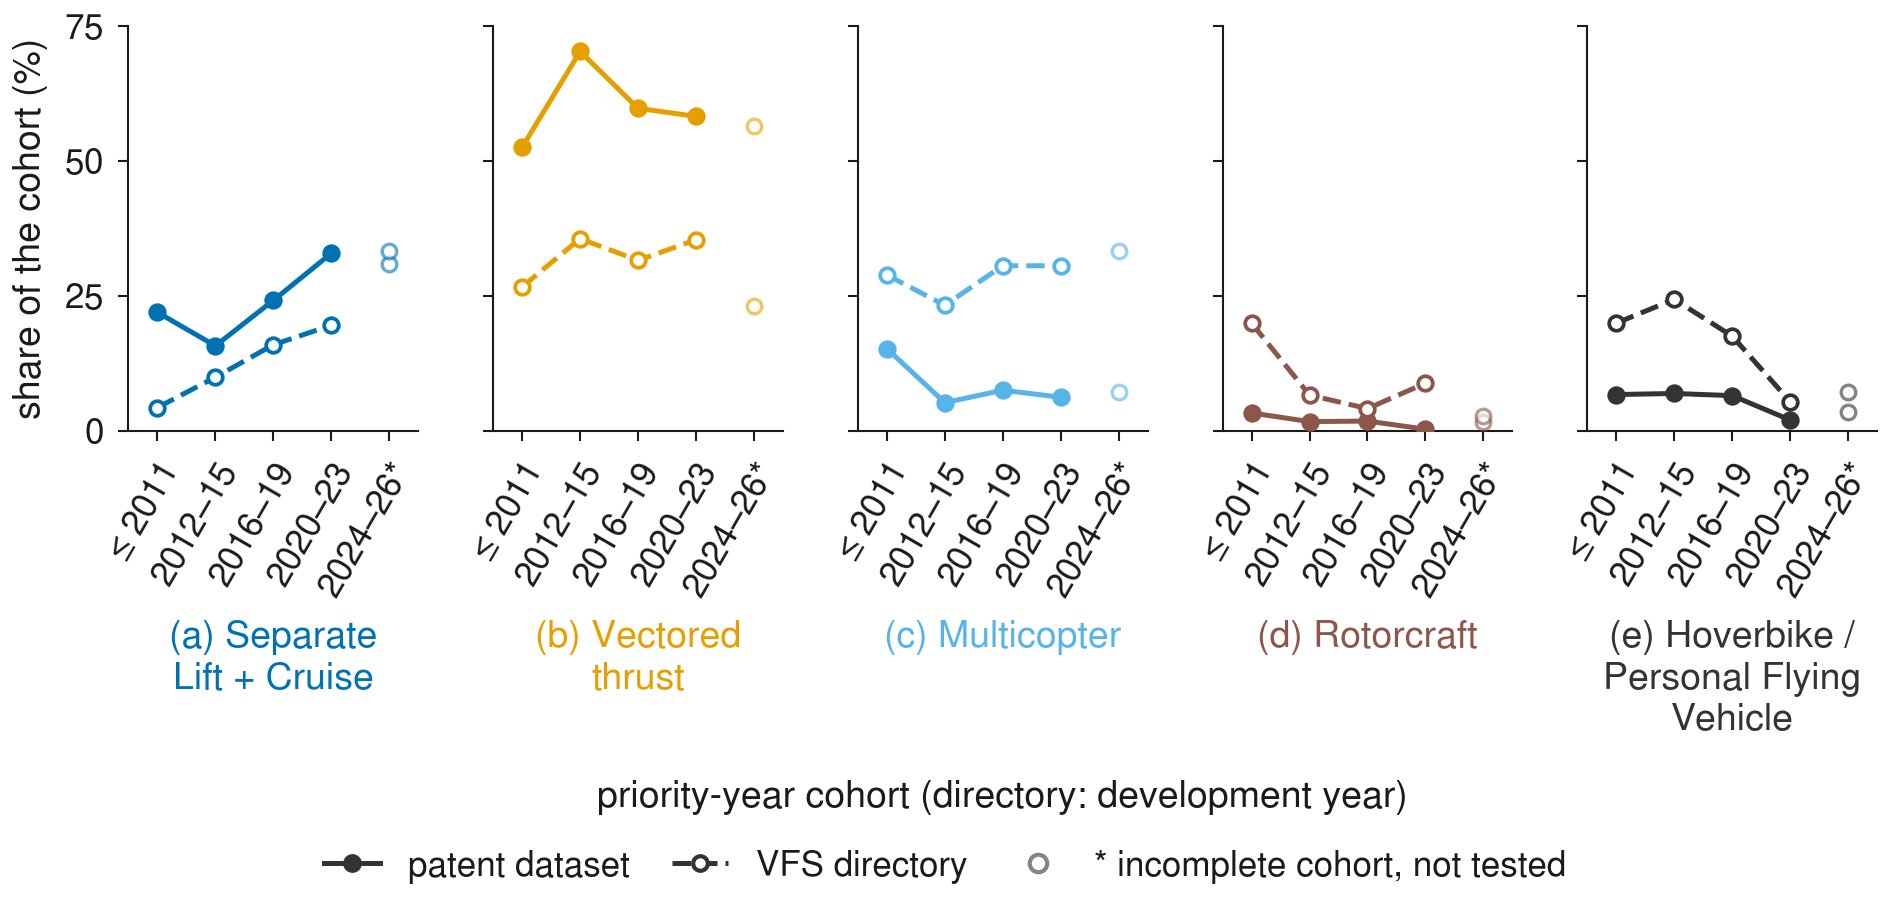 share of the cohort (%)
75
50
25
0
≤ 2011
2012–15
2016–19
2020–23
2024–26*
≤ 2011
2012–15
2016–19
2020–23
2024–26*
≤ 2011
2012–15
2016–19
2020–23
2024–26*
≤ 2011
2012–15
2016–19
2020–23
2024–26*
≤ 2011
2012–15
2016–19
2020–23
2024–26*
(a) Separate
Lift + Cruise
(b) Vectored
thrust
(c) Multicopter
(d) Rotorcraft
(e) Hoverbike /
Personal Flying
Vehicle
priority-year cohort (directory: development year)
patent dataset
VFS directory
* incomplete cohort, not tested